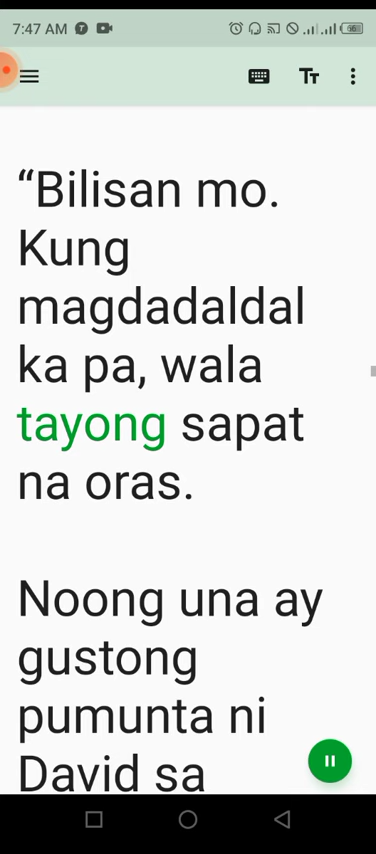 7:47 AM
“Bilisan mo.
Kung
magdadaldal
ka pa, wala
tayong sapat
na oras.
Noong una ay
gustong
pumunta ni
David sa